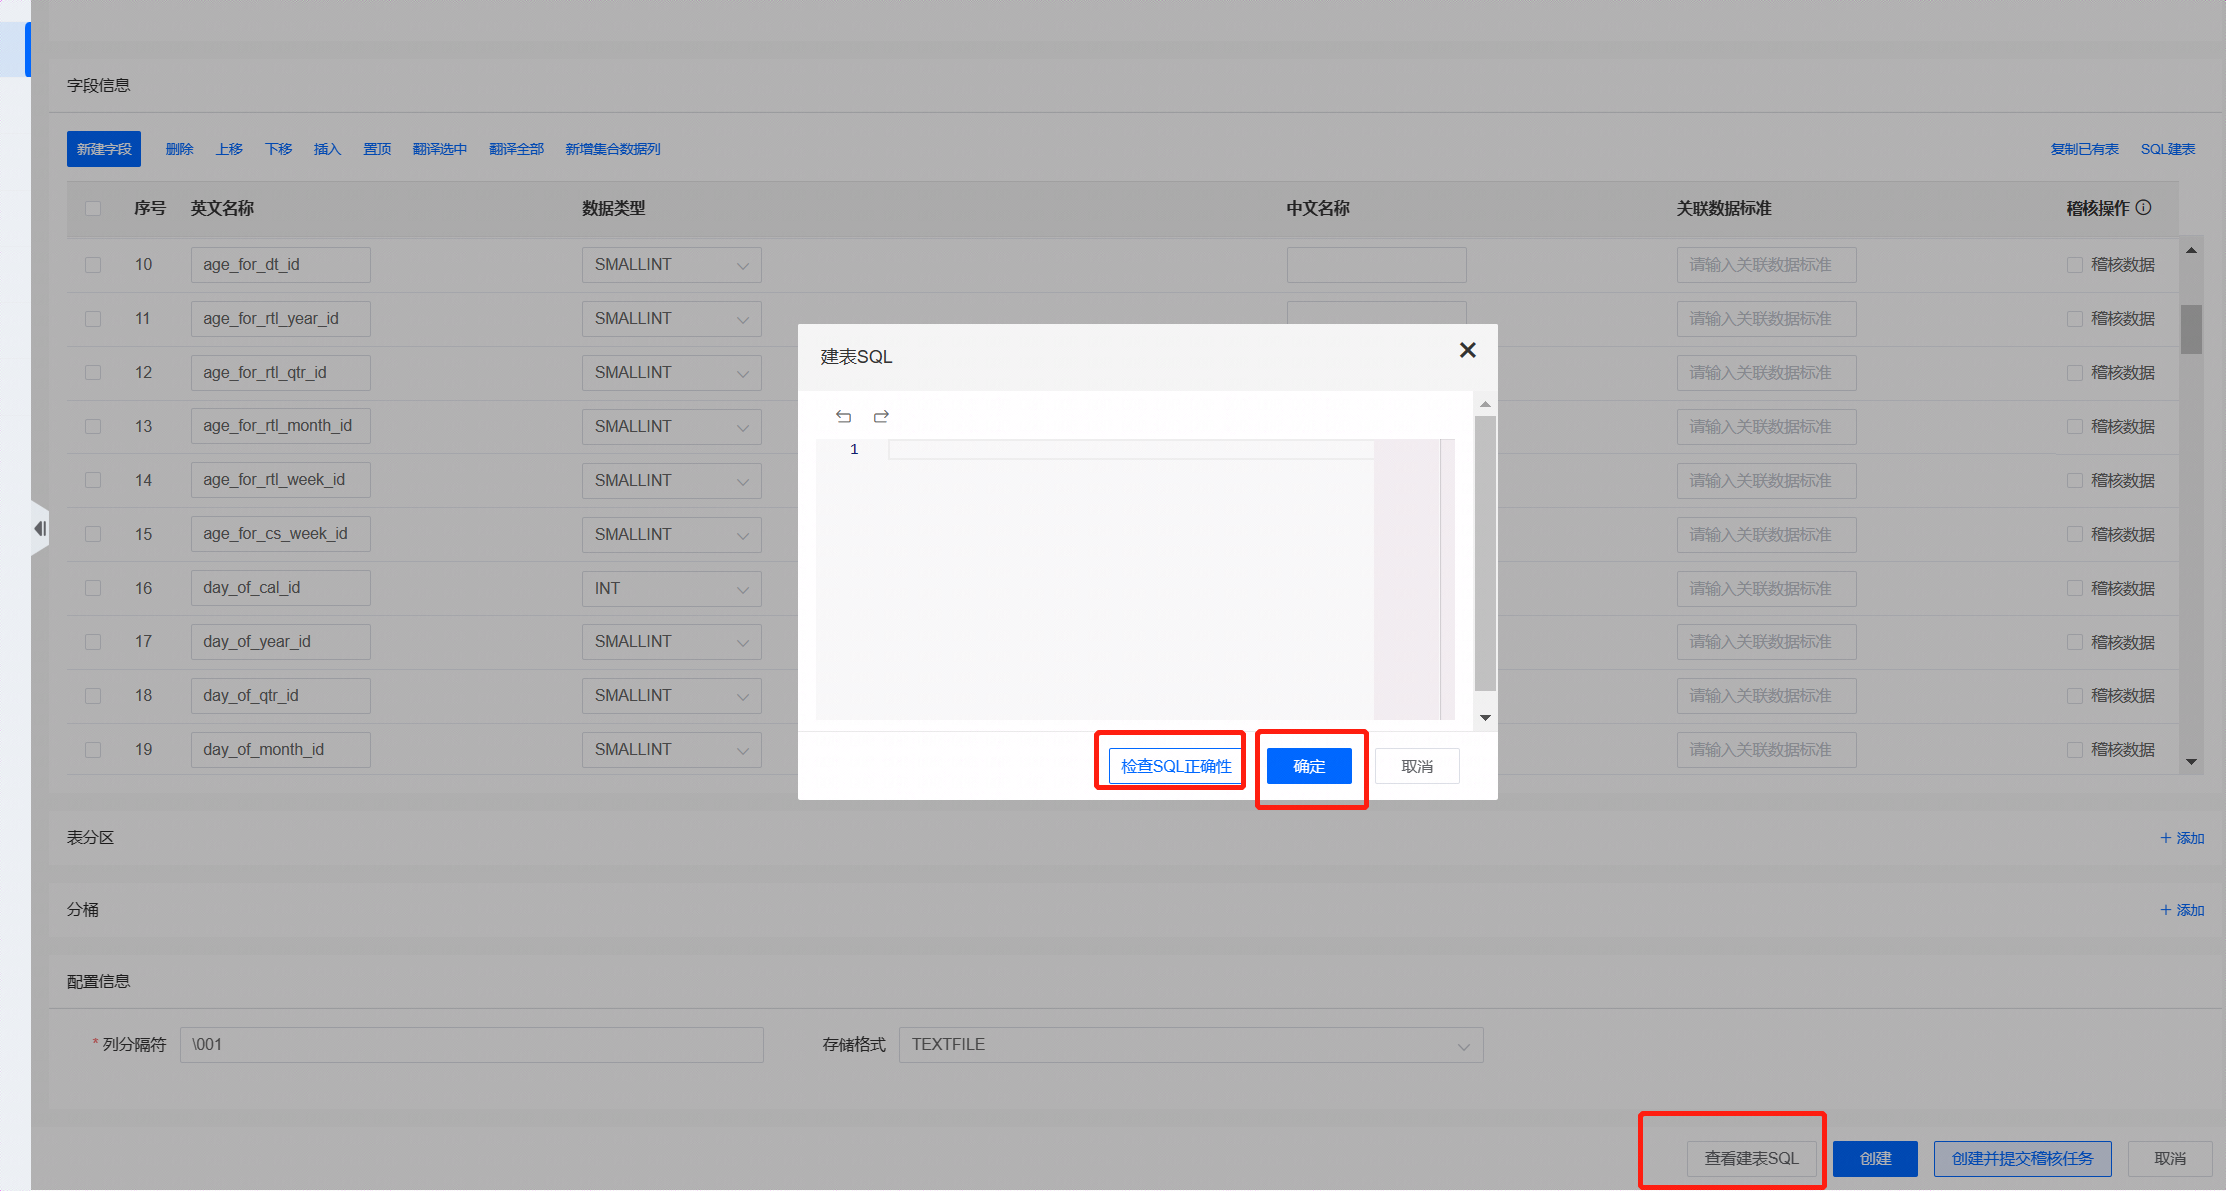 字段信息
新建字段 删除 上移 下移 插入 置顶 翻译选中 翻译全部 新增集合数据列 复制已有表 SQL建表
序号 英文名称 数据类型 中文名称 关联数据标准 稽核操作
10 age_for_dt_id SMALLINT 请输入关联数据标准 稽核数据
11 age_for_rtl_year_id SMALLINT 请输入关联数据标准 稽核数据
12 age_for_rtl_qtr_id SMALLINT 请输入关联数据标准 稽核数据
13 age_for_rtl_month_id SMALLINT 请输入关联数据标准 稽核数据
14 age_for_rtl_week_id SMALLINT 请输入关联数据标准 稽核数据
15 age_for_cs_week_id SMALLINT 请输入关联数据标准 稽核数据
16 day_of_cal_id INT 请输入关联数据标准 稽核数据
17 day_of_year_id SMALLINT 请输入关联数据标准 稽核数据
18 day_of_qtr_id SMALLINT 请输入关联数据标准 稽核数据
19 day_of_month_id SMALLINT 请输入关联数据标准 稽核数据
建表SQL
1
检查SQL正确性 确定 取消
表分区 + 添加
分桶 + 添加
配置信息
* 列分隔符 \001 存储格式 TEXTFILE
查看建表SQL 创建 创建并提交稽核任务 取消